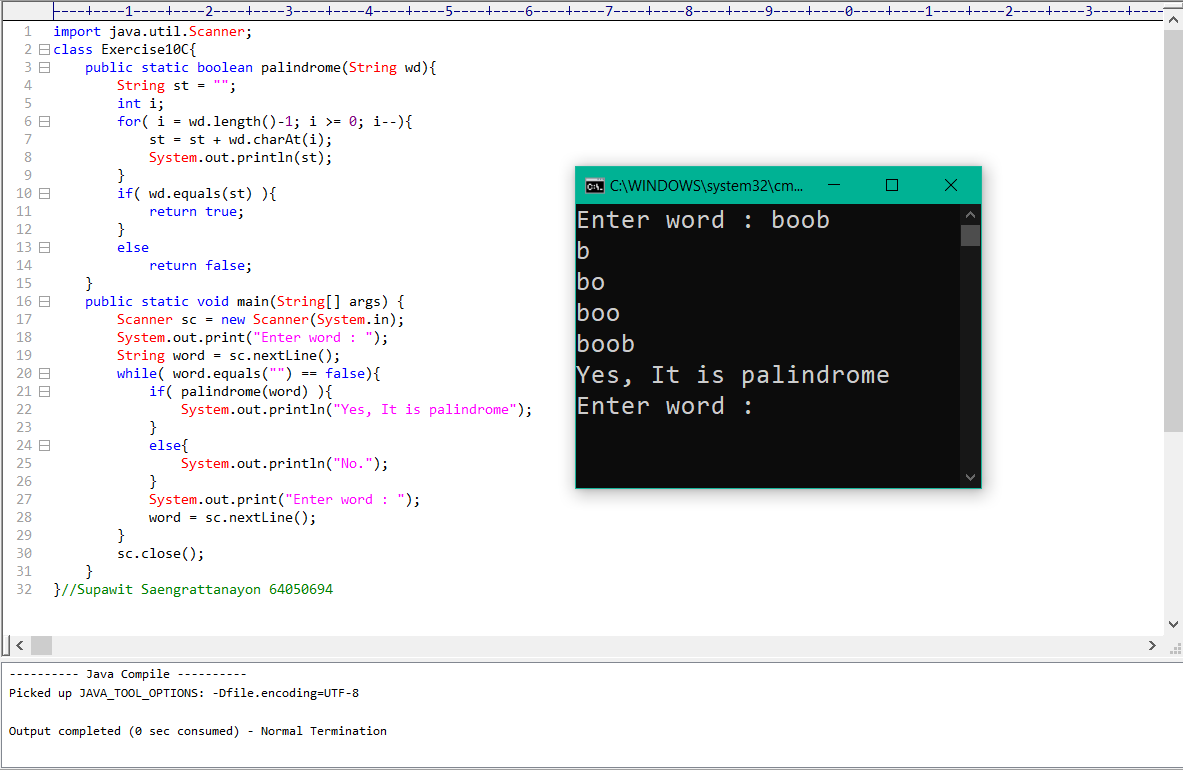 ----+----1----+----2----+----3----+----4----+----5----+----6----+----7----+----8----+----9----+----0----+----1----+----2----+----3----+----
1 import java.util.Scanner;
2 class Exercise10C{
3     public static boolean palindrome(String wd){
4         String st = "";
5         int i;
6         for( i = wd.length()-1; i >= 0; i--){
7             st = st + wd.charAt(i);
8             System.out.println(st);
9         }
10         if( wd.equals(st) ){
11             return true;
12         }
13         else
14             return false;
15     }
16     public static void main(String[] args) {
17         Scanner sc = new Scanner(System.in);
18         System.out.print("Enter word : ");
19         String word = sc.nextLine();
20         while( word.equals("") == false){
21             if( palindrome(word) ){
22                 System.out.println("Yes, It is palindrome");
23             }
24             else{
25                 System.out.println("No.");
26             }
27             System.out.print("Enter word : ");
28             word = sc.nextLine();
29         }
30         sc.close();
31     }
32 }//Supawit Saengrattanayon 64050694
C:\WINDOWS\system32\cm...
Enter word : boob
b
bo
boo
boob
Yes, It is palindrome
Enter word :
---------- Java Compile ----------
Picked up JAVA_TOOL_OPTIONS: -Dfile.encoding=UTF-8
Output completed (0 sec consumed) - Normal Termination